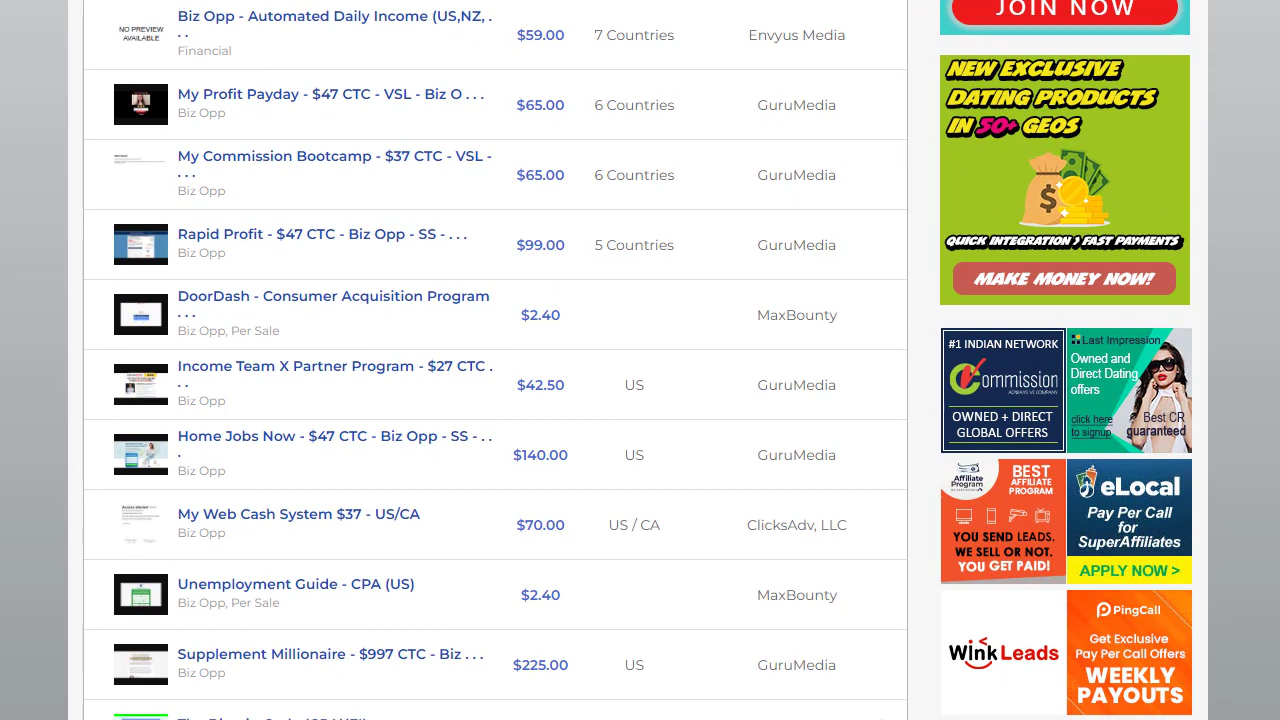 NO PREVIEW
AVAILABLE
Biz Opp - Automated Daily Income (US,NZ, .
. .
Financial
$59.00
7 Countries
Envyus Media
My Profit Payday - $47 CTC - VSL - Biz O . . .
Biz Opp
$65.00
6 Countries
GuruMedia
My Commission Bootcamp - $37 CTC - VSL -
. . .
Biz Opp
$65.00
6 Countries
GuruMedia
Rapid Profit - $47 CTC - Biz Opp - SS - . . .
Biz Opp
$99.00
5 Countries
GuruMedia
DoorDash - Consumer Acquisition Program
. . .
Biz Opp, Per Sale
$2.40
MaxBounty
Income Team X Partner Program - $27 CTC .
. .
Biz Opp
$42.50
US
GuruMedia
Home Jobs Now - $47 CTC - Biz Opp - SS - . .
.
Biz Opp
$140.00
US
GuruMedia
My Web Cash System $37 - US/CA
Biz Opp
$70.00
US / CA
ClicksAdv, LLC
Unemployment Guide - CPA (US)
Biz Opp, Per Sale
$2.40
MaxBounty
Supplement Millionaire - $997 CTC - Biz . . .
Biz Opp
$225.00
US
GuruMedia
JOIN NOW
NEW EXCLUSIVE
DATING PRODUCTS
IN 50+ GEOS
$
QUICK INTEGRATION > FAST PAYMENTS
MAKE MONEY NOW!
#1 INDIAN NETWORK
vCommission
OWNED + DIRECT
GLOBAL OFFERS
Last Impression
Owned and
Direct Dating
offers
click here
to signup
Best CR
guaranteed
Affiliate
Program
BEST
AFFILIATE
PROGRAM
YOU SEND LEADS.
WE SELL OR NOT.
YOU GET PAID!
eLocal
Pay Per Call
for
SuperAffiliates
APPLY NOW >
WinkLeads
PingCall
Get Exclusive
Pay Per Call Offers
WEEKLY
PAYOUTS